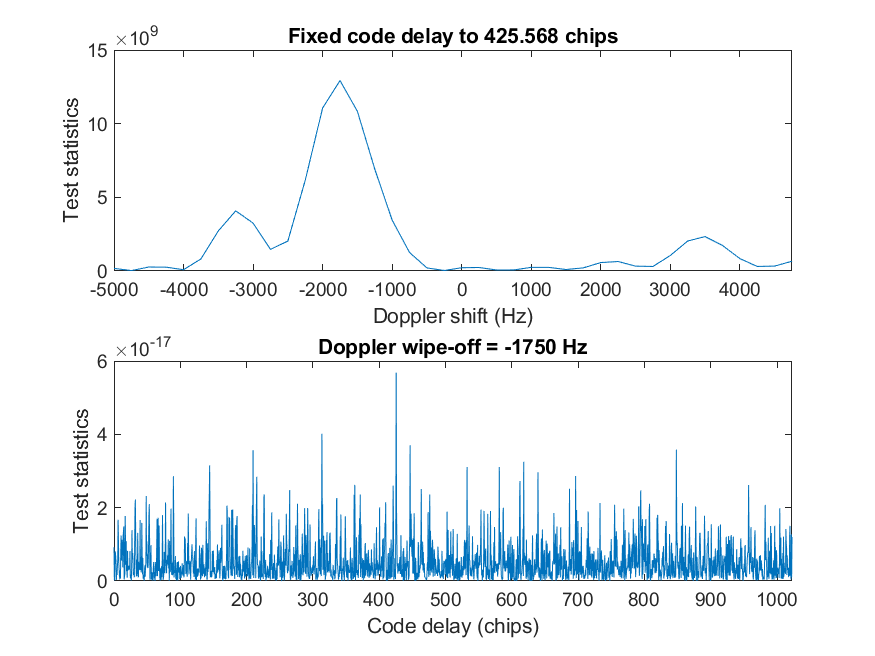 ×10^9
Fixed code delay to 425.568 chips
15
10
5
0
Test statistics
-5000 -4000 -3000 -2000 -1000 0 1000 2000 3000 4000
Doppler shift (Hz)
×10^-17
Doppler wipe-off = -1750 Hz
6
4
2
0
Test statistics
0 100 200 300 400 500 600 700 800 900 1000
Code delay (chips)